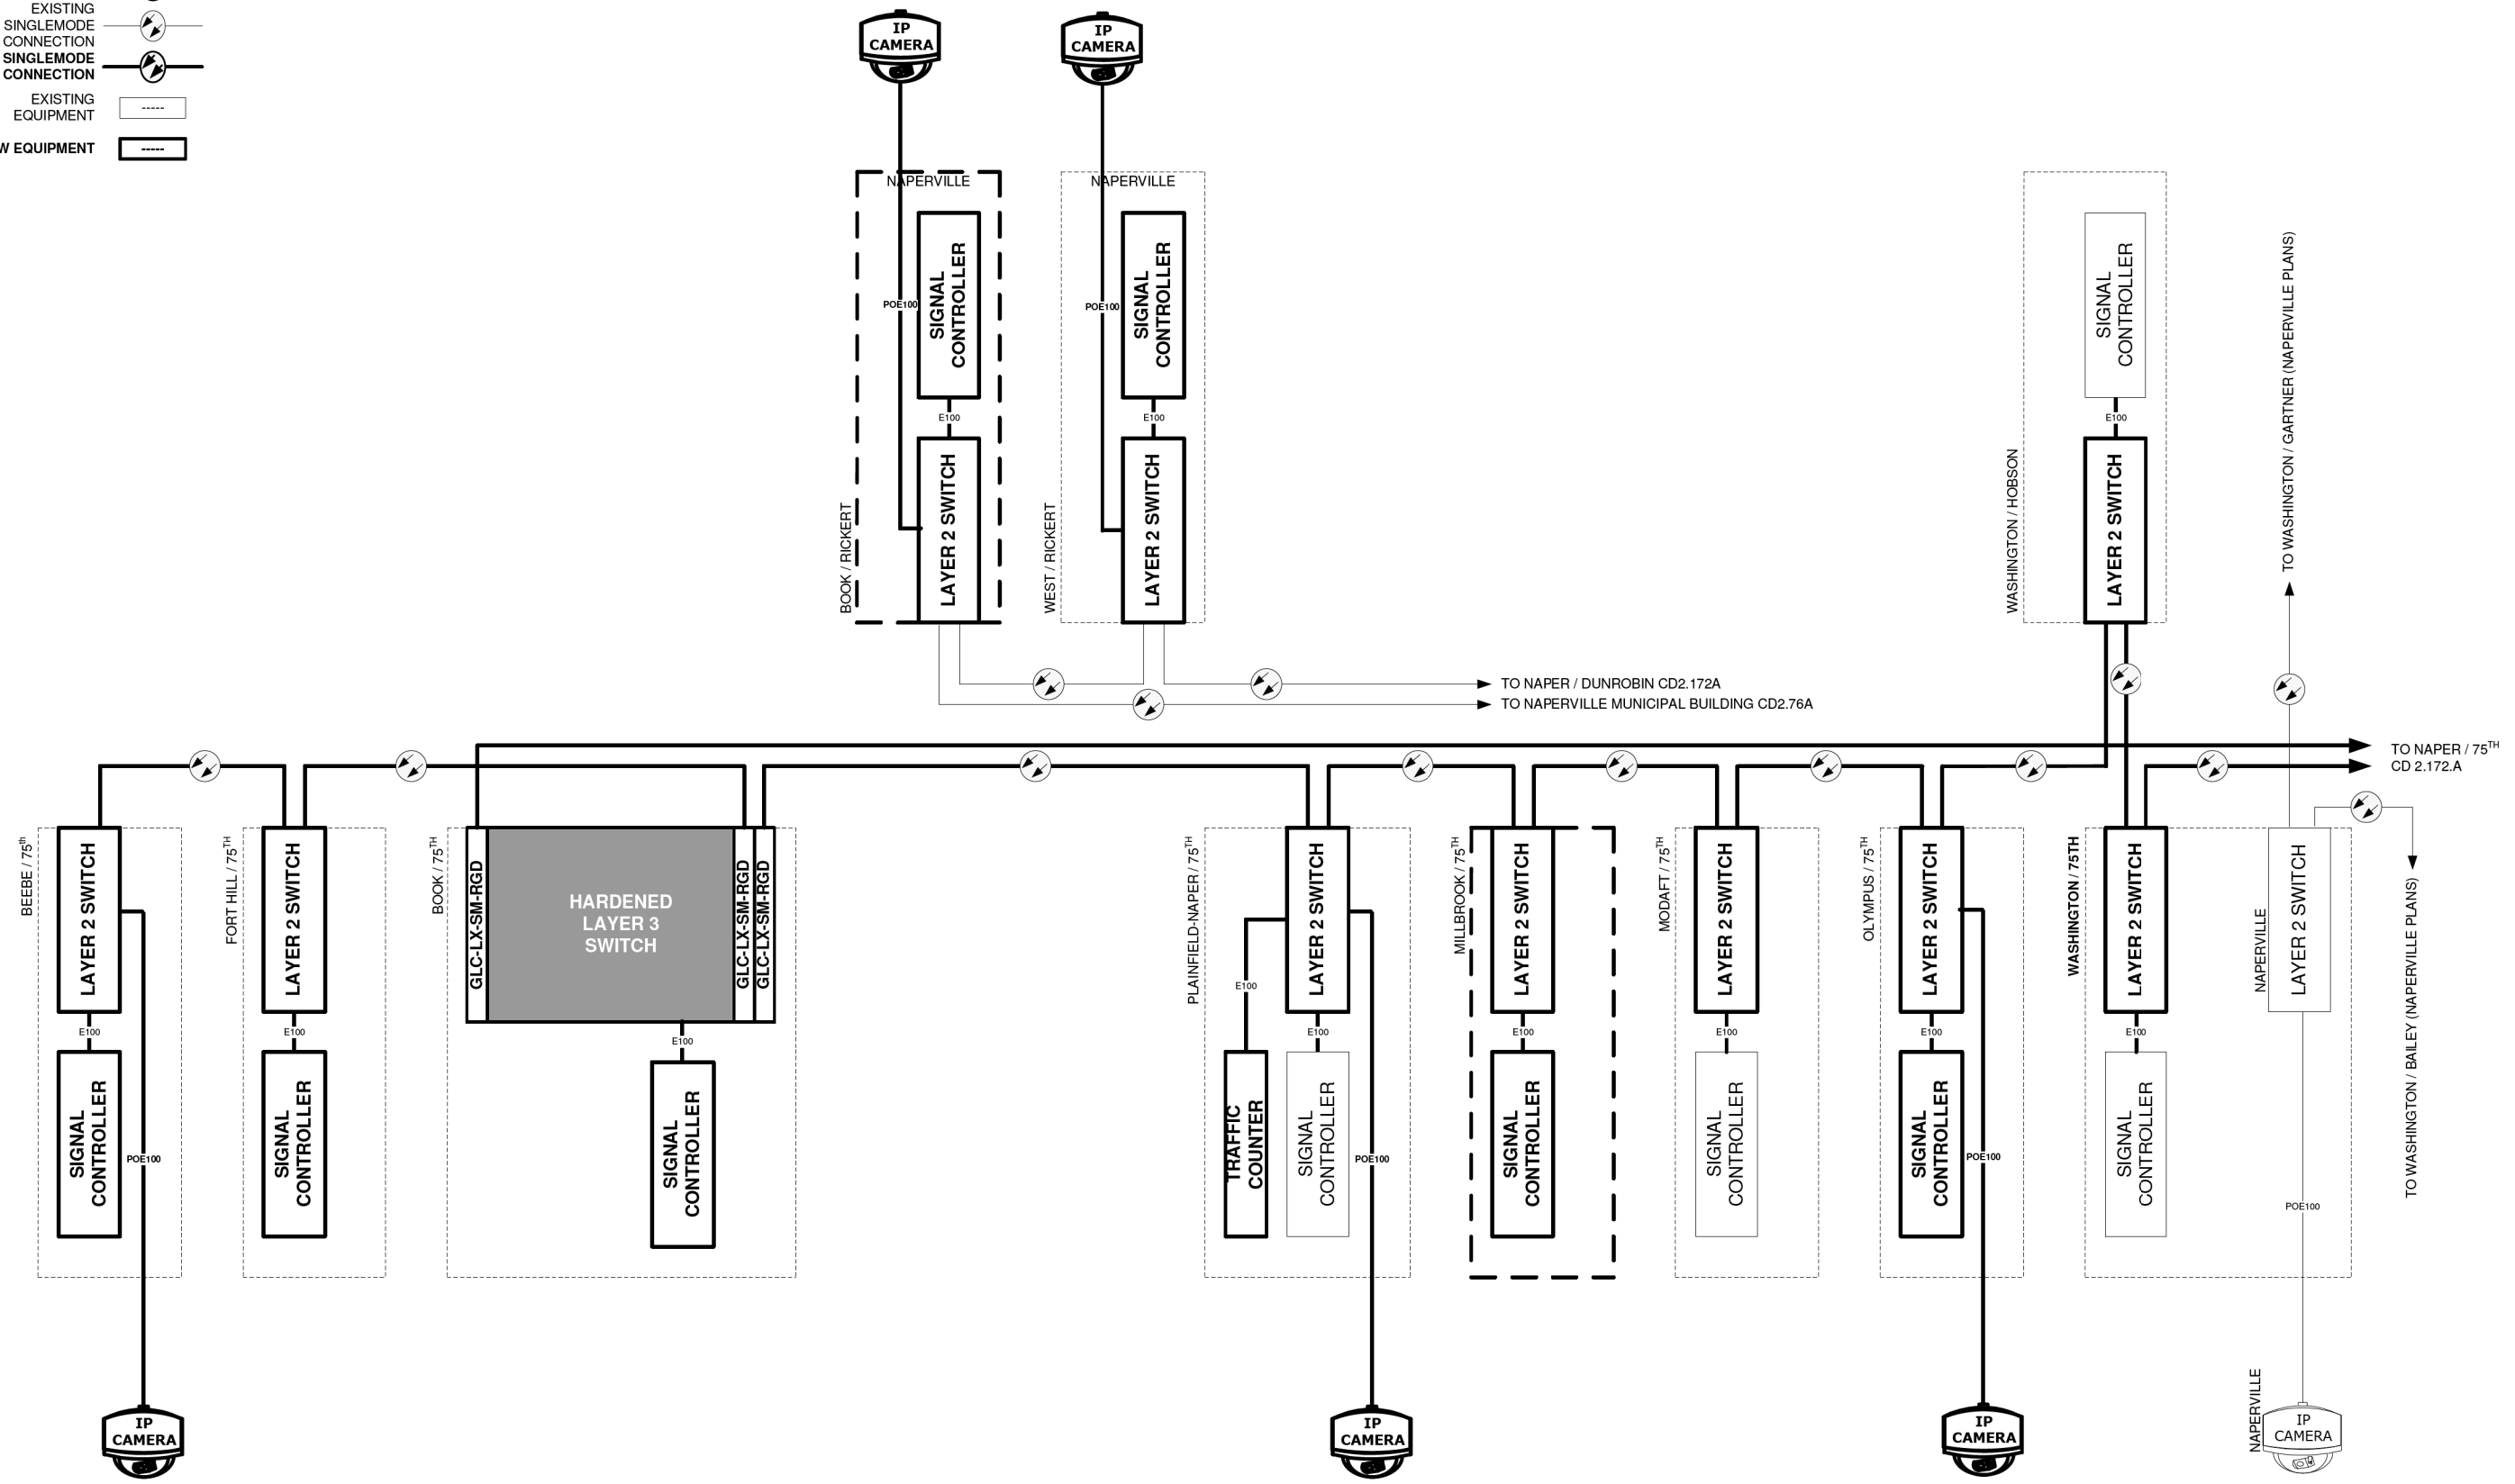 EXISTING
SINGLEMODE
CONNECTION
SINGLEMODE
CONNECTION
EXISTING
EQUIPMENT
-----
W EQUIPMENT
-----
IP
CAMERA
IP
CAMERA
NAPERVILLE
SIGNAL
CONTROLLER
POE100
E100
LAYER 2 SWITCH
BOOK / RICKERT
NAPERVILLE
SIGNAL
CONTROLLER
POE100
E100
LAYER 2 SWITCH
WEST / RICKERT
SIGNAL
CONTROLLER
E100
LAYER 2 SWITCH
WASHINGTON / HOBSON
TO WASHINGTON / GARTNER (NAPERVILLE PLANS)
TO NAPER / DUNROBIN CD2.172A
TO NAPERVILLE MUNICIPAL BUILDING CD2.76A
TO NAPER / 75TH
CD 2.172.A
BEEBE / 75th
LAYER 2 SWITCH
E100
SIGNAL
CONTROLLER
POE100
IP
CAMERA
FORT HILL / 75TH
LAYER 2 SWITCH
E100
SIGNAL
CONTROLLER
BOOK / 75TH
GLC-LX-SM-RGD
HARDENED
LAYER 3
SWITCH
GLC-LX-SM-RGD
GLC-LX-SM-RGD
E100
SIGNAL
CONTROLLER
PLAINFIELD-NAPER / 75TH
LAYER 2 SWITCH
E100
E100
TRAFFIC
COUNTER
SIGNAL
CONTROLLER
POE100
IP
CAMERA
MILLBROOK / 75TH
LAYER 2 SWITCH
E100
SIGNAL
CONTROLLER
MODAFT / 75TH
LAYER 2 SWITCH
E100
SIGNAL
CONTROLLER
OLYMPUS / 75TH
LAYER 2 SWITCH
E100
SIGNAL
CONTROLLER
POE100
IP
CAMERA
WASHINGTON / 75TH
LAYER 2 SWITCH
E100
SIGNAL
CONTROLLER
NAPERVILLE
LAYER 2 SWITCH
POE100
NAPERVILLE
IP
CAMERA
TO WASHINGTON / BAILEY (NAPERVILLE PLANS)